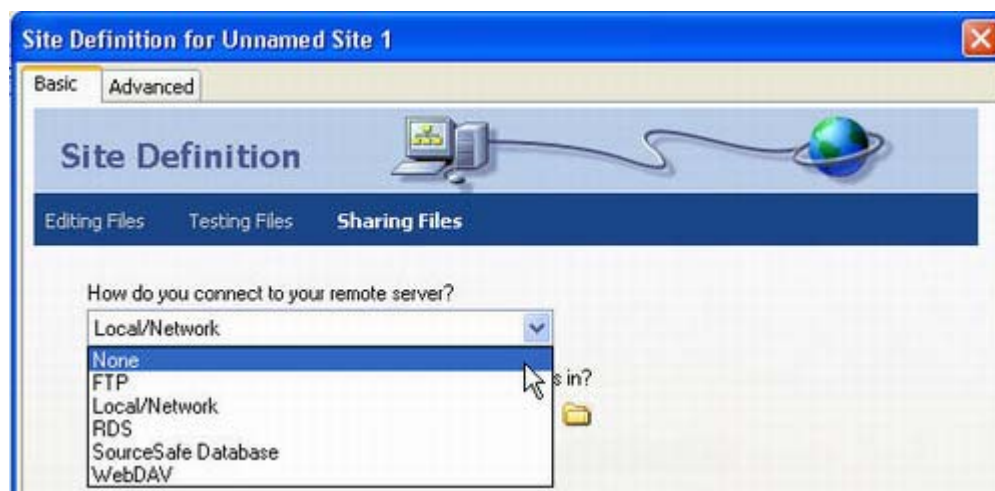 Site Definition for Unnamed Site 1
Basic Advanced
Site Definition
Editing Files Testing Files Sharing Files
How do you connect to your remote server?
Local/Network
None
FTP
s in?
Local/Network
RDS
SourceSafe Database
WebDAV